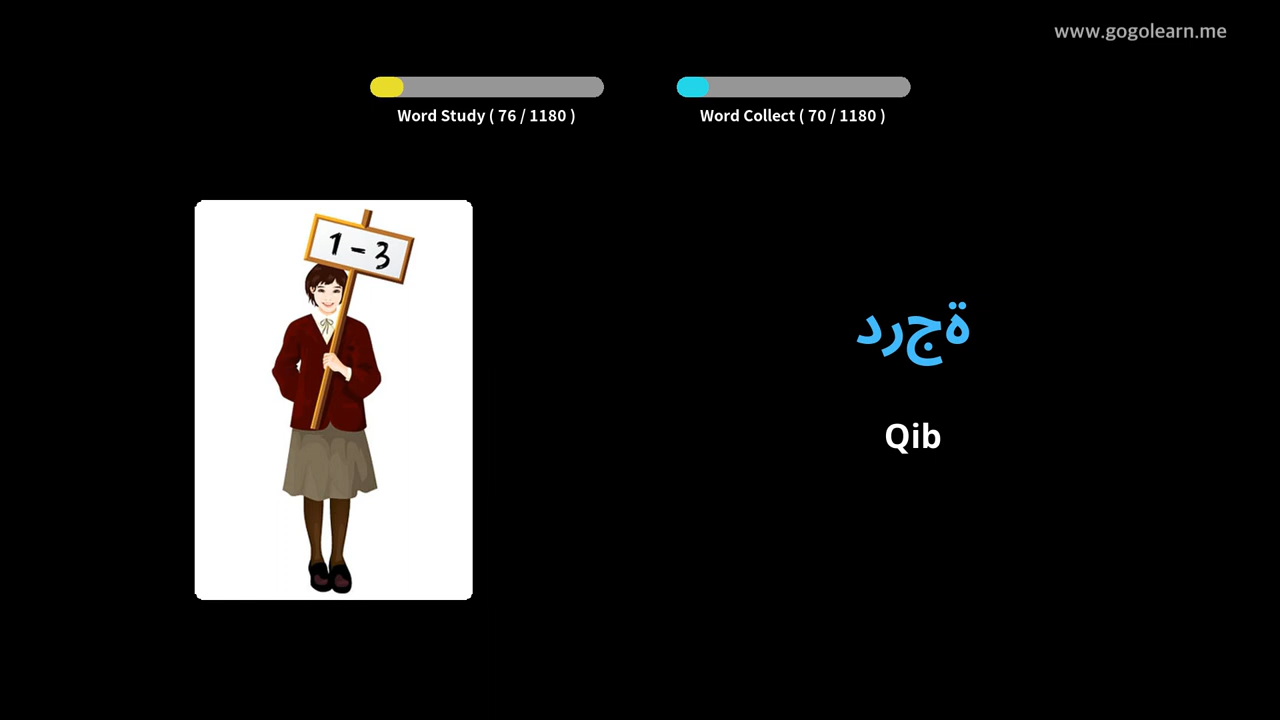 www.gogolearn.me
Word Study ( 76 / 1180 )
Word Collect ( 70 / 1180 )
1 - 3
ةجرد
Qib